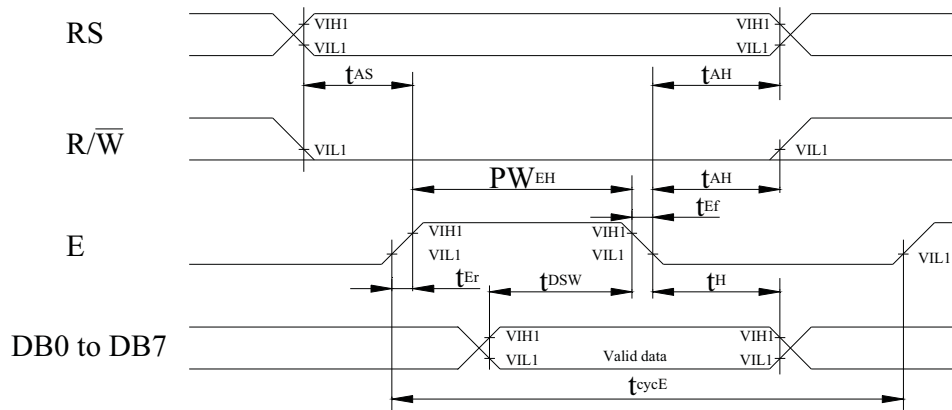 RS VIH1 VIH1
VIL1 VIL1
tAS tAH
R/W̅ VIL1 VIL1
PWEH tAH
tEf
E VIH1 VIH1
VIL1 VIL1 VIL1
tEr tDSW tH
DB0 to DB7 VIH1 VIH1
VIL1 Valid data VIL1
tcycE